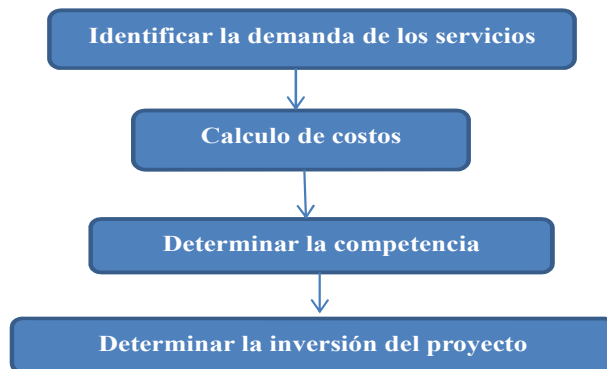 Identificar la demanda de los servicios
Calculo de costos
Determinar la competencia
Determinar la inversión del proyecto